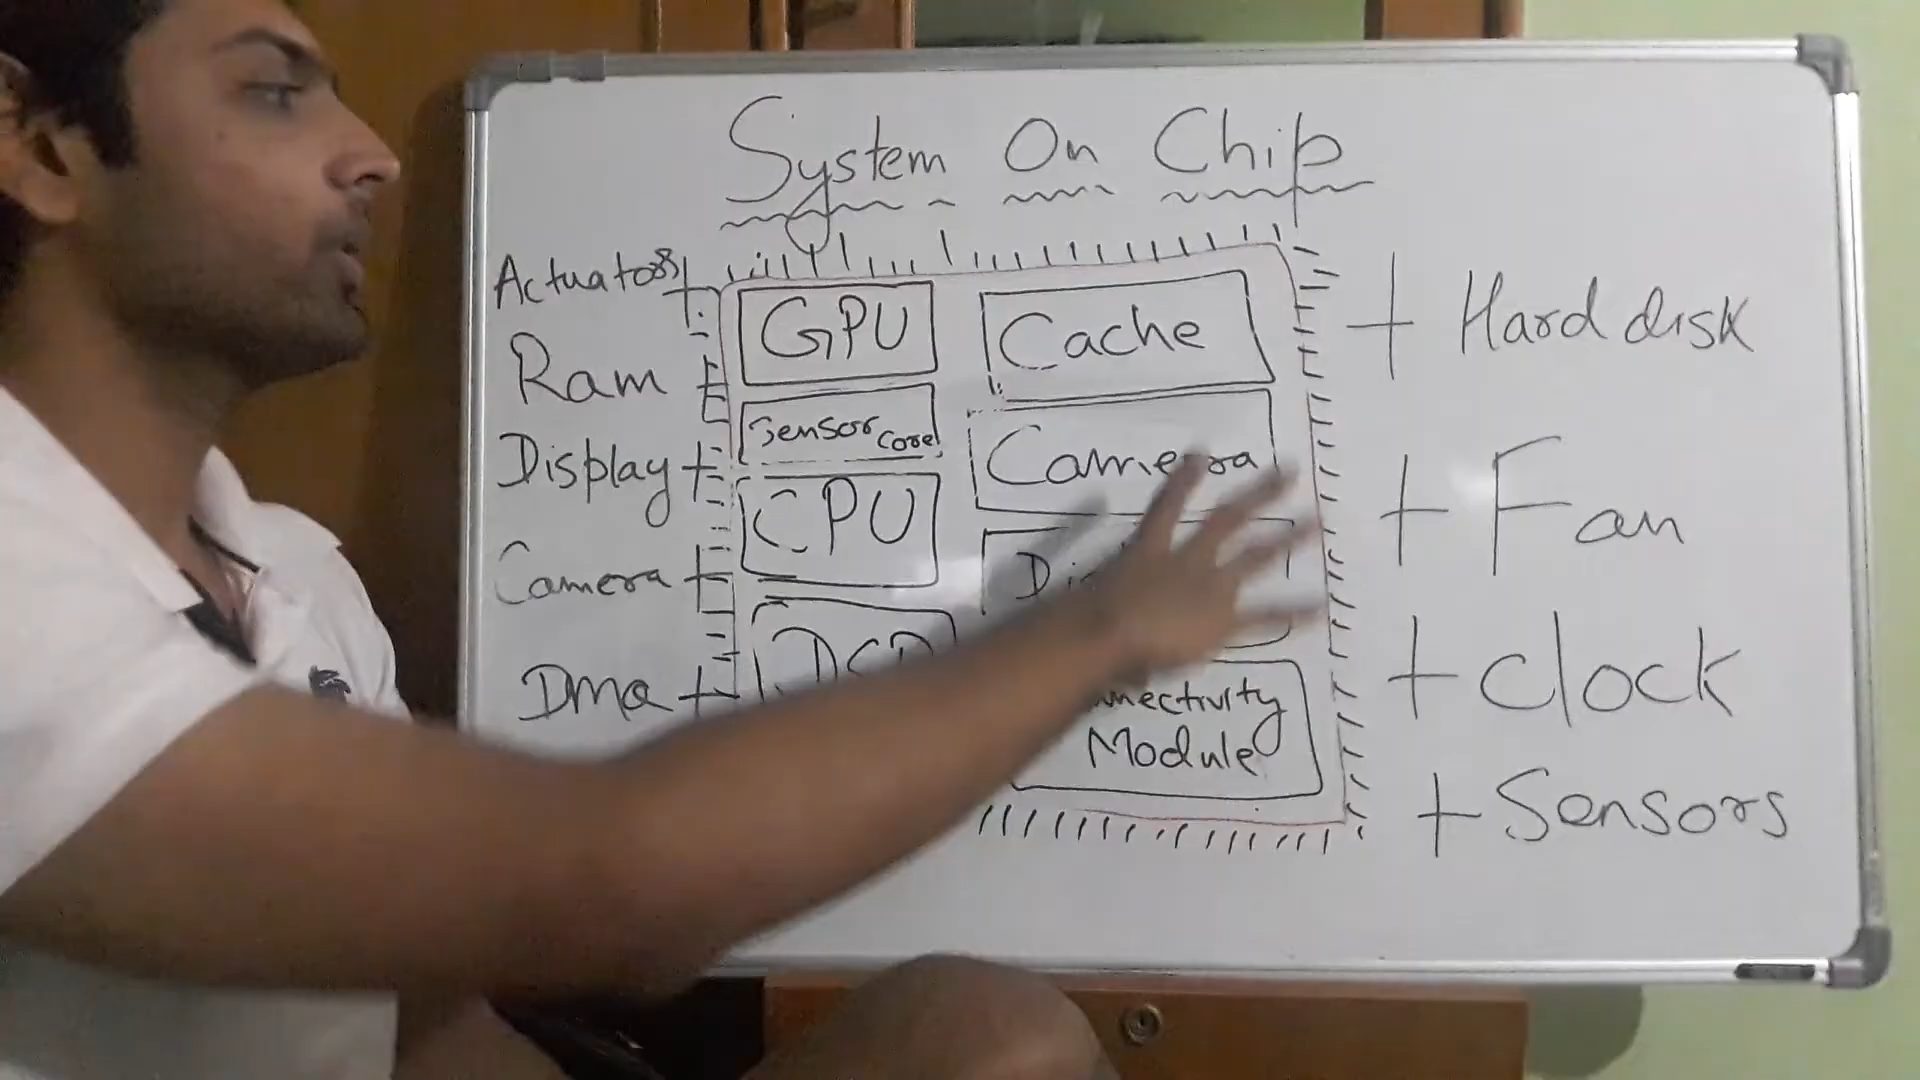 System On Chip
Actuators
Ram
Display
Camera
Dma
GPU
Sensor Core
CPU
Cache
Camera
Module
+ Hard disk
+ Fan
+ Clock
+ Sensors